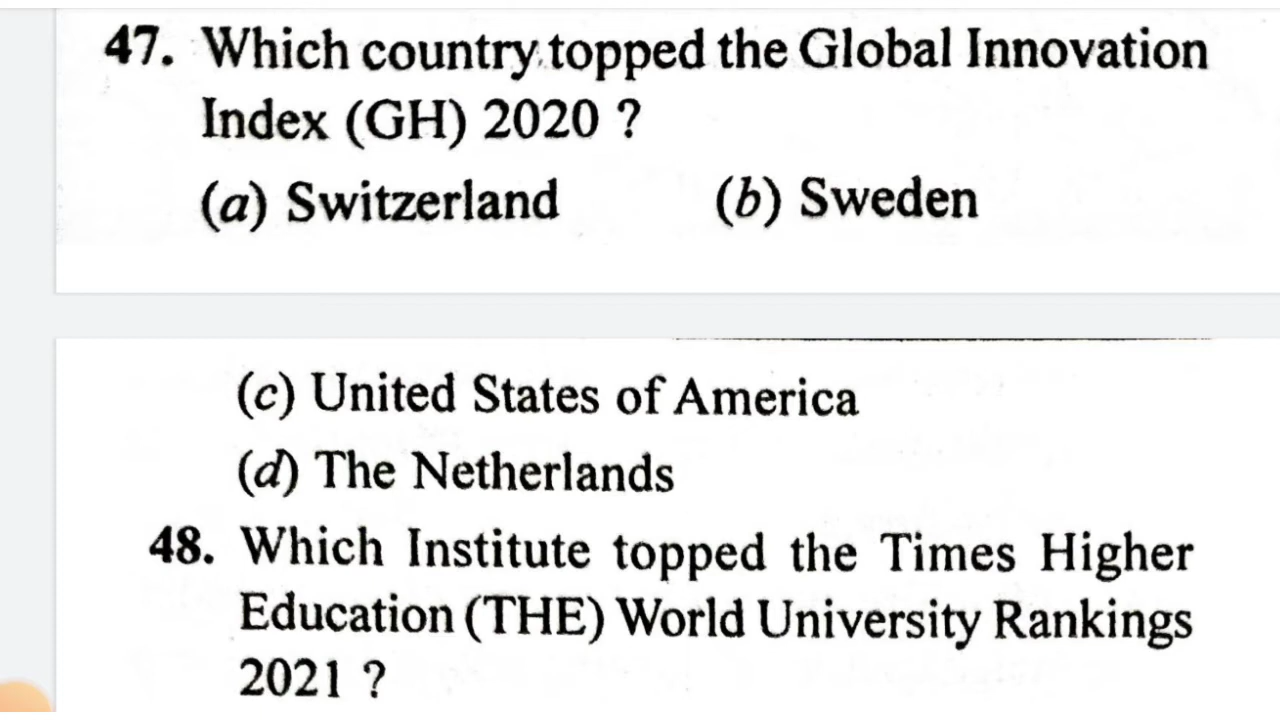 47. Which country topped the Global Innovation
Index (GH) 2020 ?
(a) Switzerland (b) Sweden
(c) United States of America
(d) The Netherlands
48. Which Institute topped the Times Higher
Education (THE) World University Rankings
2021 ?